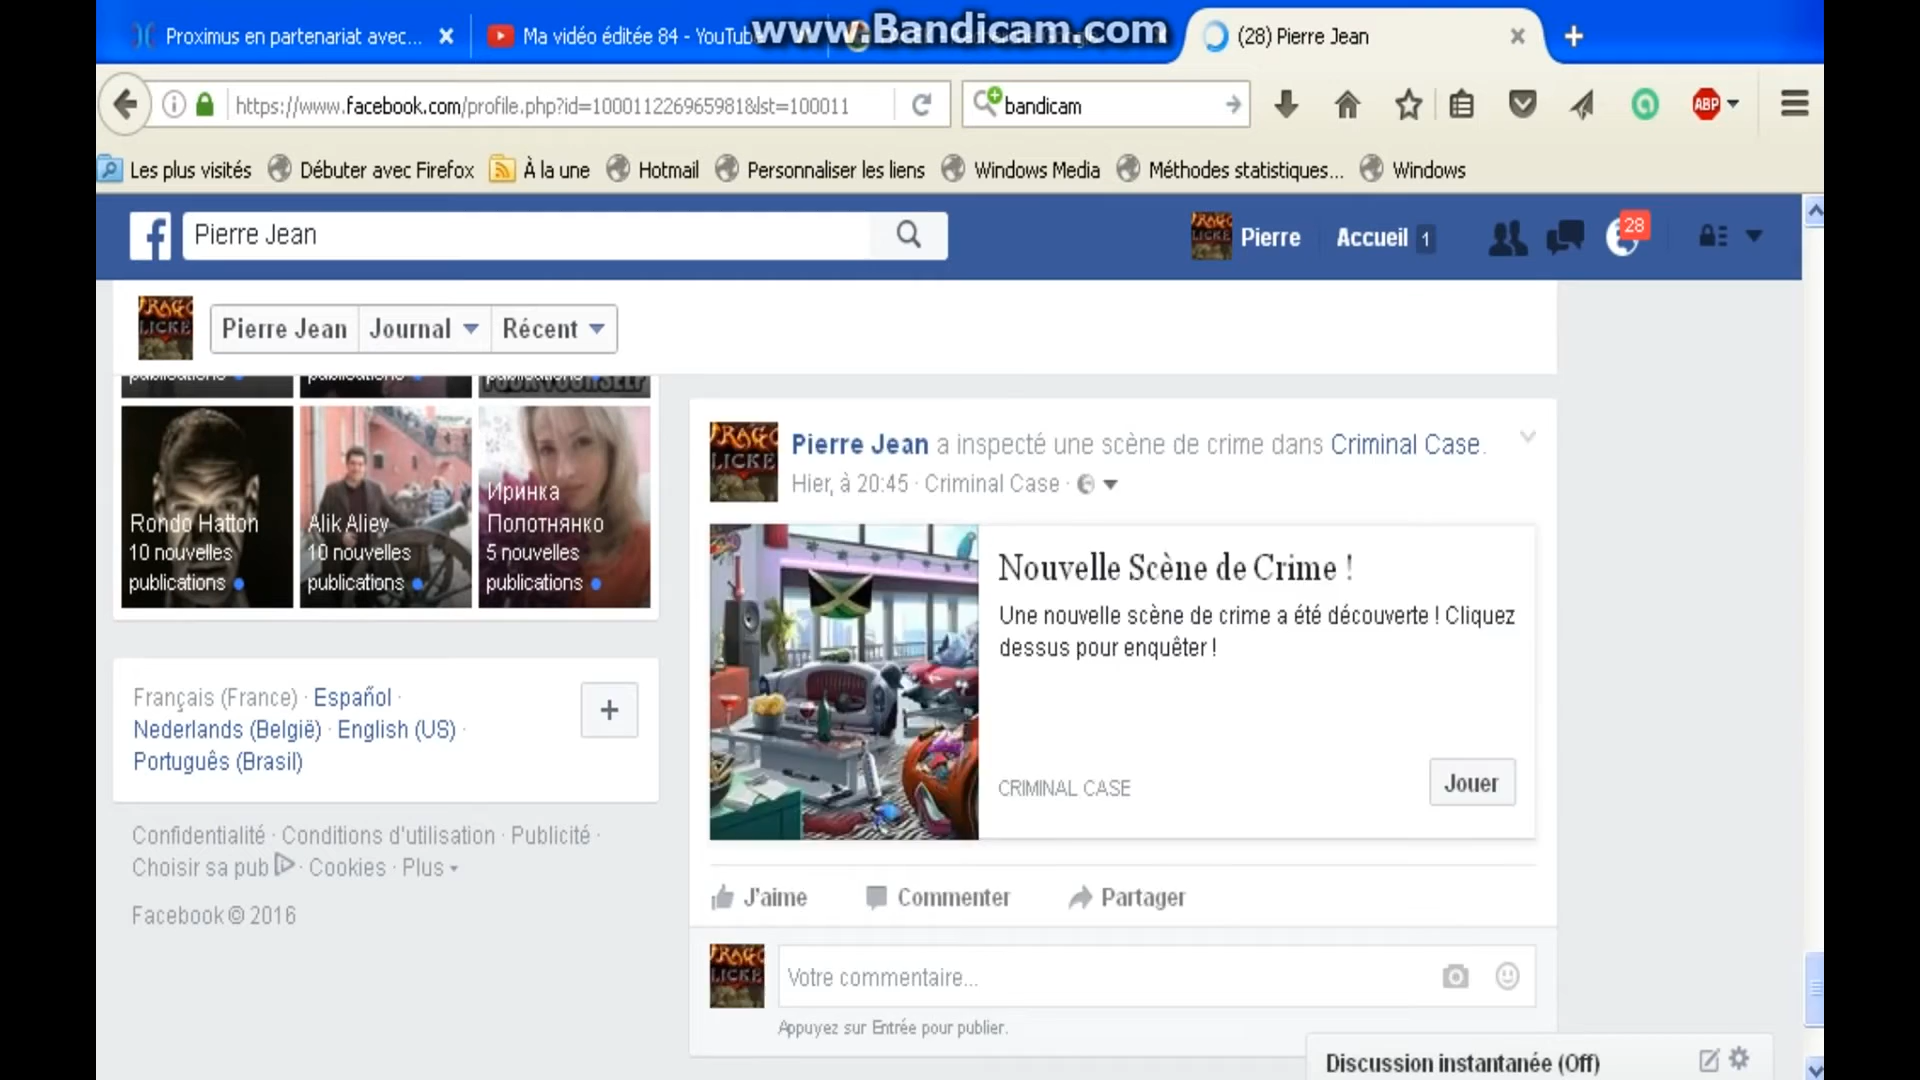 www.Bandicam.com
Proximus en partenariat avec...
Ma vidéo éditée 84 - YouTub
(28) Pierre Jean
https://www.facebook.com/profile.php?id=100011226965981&lst=100011
bandicam
ABP
Les plus visités
Débuter avec Firefox
À la une
Hotmail
Personnaliser les liens
Windows Media
Méthodes statistiques...
Windows
Pierre Jean
Pierre
Accueil 1
28
Pierre Jean
Journal
Récent
publications
publications
publications
YOURSELF
Rondo Hatton
10 nouvelles
publications
Alik Aliev
10 nouvelles
publications
Иринка
Полотнянко
5 nouvelles
publications
Français (France) · Español ·
Nederlands (België) · English (US) ·
Português (Brasil)
Confidentialité · Conditions d'utilisation · Publicité ·
Choisir sa pub · Cookies · Plus
Facebook © 2016
Pierre Jean a inspecté une scène de crime dans Criminal Case.
Hier, à 20:45 · Criminal Case ·
Nouvelle Scène de Crime !
Une nouvelle scène de crime a été découverte ! Cliquez
dessus pour enquêter !
CRIMINAL CASE
Jouer
J'aime
Commenter
Partager
Votre commentaire...
Appuyez sur Entrée pour publier.
Discussion instantanée (Off)